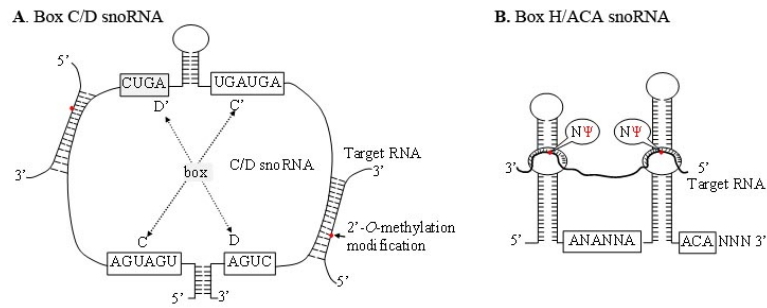 A. Box C/D snoRNA
5’
CUGA
UGAUGA
D’
C’
C/D snoRNA
box
Target RNA
3’
3’
C
D
2’-O-methylation
modification
AGUAGU
AGUC
5’
3’
5’
B. Box H/ACA snoRNA
NΨ
NΨ
3’
5’
Target RNA
5’
ANANNA
ACA
NNN 3’